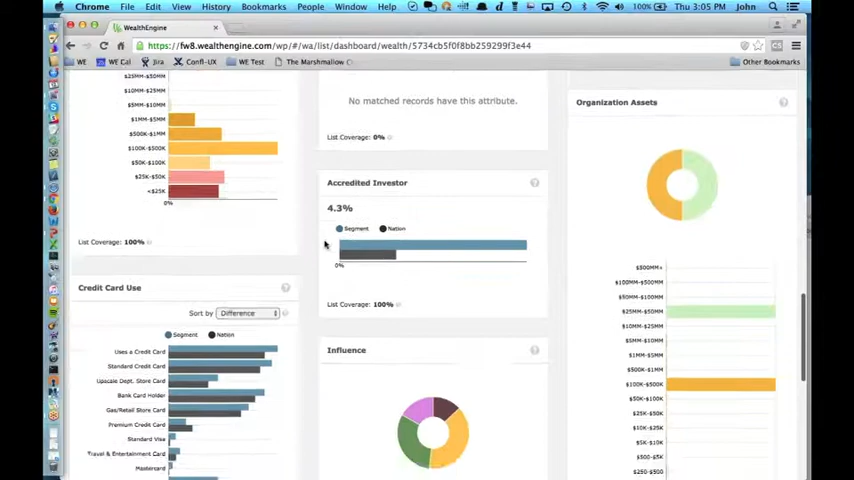 Chrome File Edit View History Bookmarks People Window Help 100% Thu 3:05 PM John
WealthEngine
https://fw8.wealthengine.com/wp/#/wa/list/dashboard/wealth/5734cb5f0f8bb259299f3e44
WE WE Cal Jira Confl-UX WE Test The Marshmallow Other Bookmarks
$25MM-$50MM
$10MM-$25MM
$5MM-$10MM
$1MM-$5MM
$500K-$1MM
$100K-$500K
$50K-$100K
$25K-$50K
<$25K
0%
List Coverage: 100%
Credit Card Use
Sort by Difference
Segment Nation
Uses a Credit Card
Standard Credit Card
Upscale Dept. Store Card
Bank Card Holder
Gas/Retail Store Card
Premium Credit Card
Standard Visa
Travel & Entertainment Card
Mastercard
No matched records have this attribute.
List Coverage: 0%
Accredited Investor
4.3%
Segment Nation
0%
List Coverage: 100%
Influence
Organization Assets
$500MM+
$100MM-$500MM
$50MM-$100MM
$25MM-$50MM
$10MM-$25MM
$5MM-$10MM
$1MM-$5MM
$500K-$1MM
$100K-$500K
$50K-$100K
$25K-$50K
$10K-$25K
$5K-$10K
$500-$5K
$250-$500